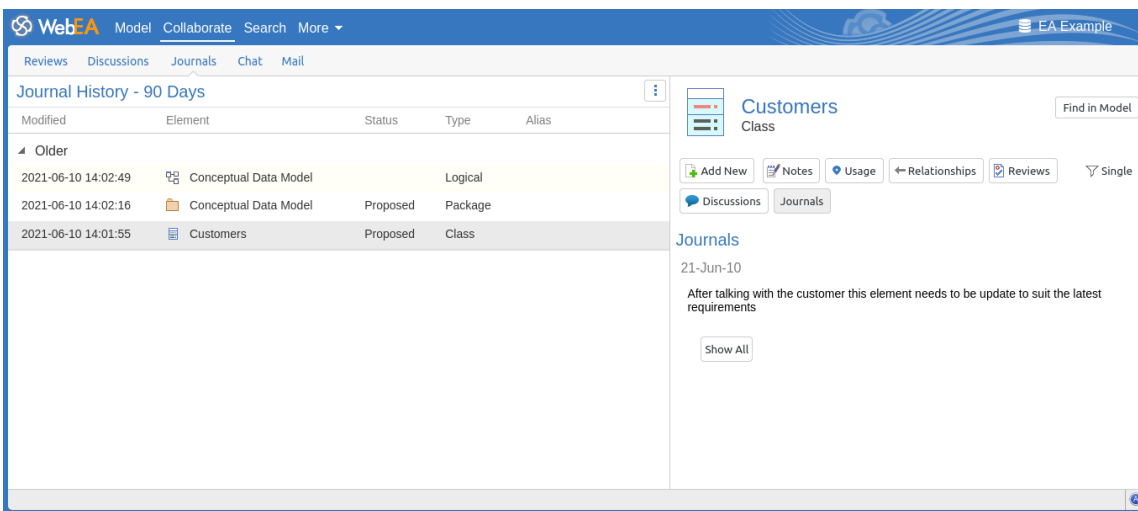 WebEA Model Collaborate Search More EA Example
Reviews Discussions Journals Chat Mail
Journal History - 90 Days
Modified Element Status Type Alias
Older
2021-06-10 14:02:49 Conceptual Data Model Logical
2021-06-10 14:02:16 Conceptual Data Model Proposed Package
2021-06-10 14:01:55 Customers Proposed Class
Customers
Class
Find in Model
Add New Notes Usage Relationships Reviews Single
Discussions Journals
Journals
21-Jun-10
After talking with the customer this element needs to be update to suit the latest
requirements
Show All